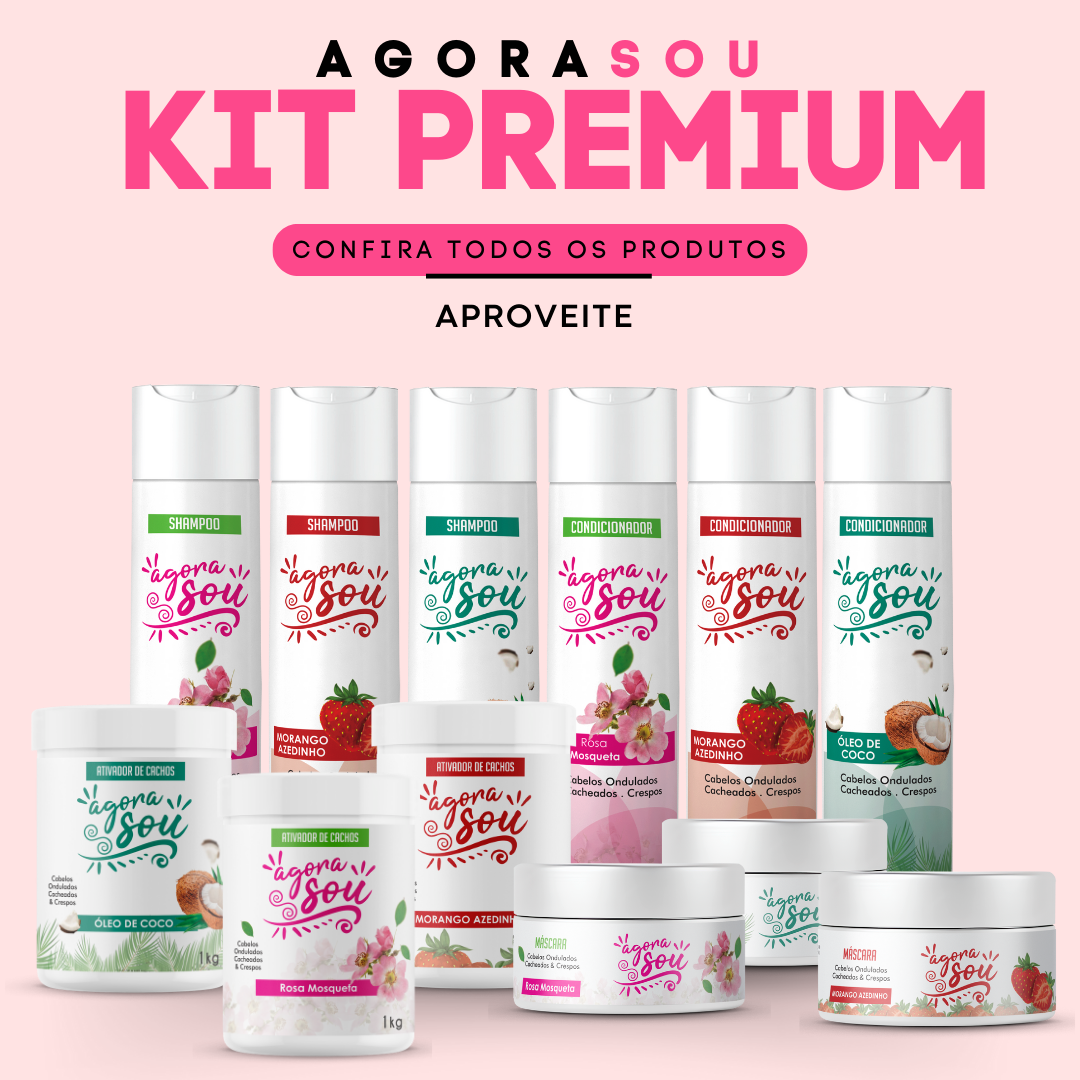 AGORASOU
KIT PREMIUM
CONFIRA TODOS OS PRODUTOS
APROVEITE
SHAMPOO
agora
sou
SHAMPOO
agora
sou
MORANGO
AZEDINHO
SHAMPOO
agora
sou
CONDICIONADOR
agora
sou
Rosa
Mosqueta
Cabelos Ondulados
Cacheados . Crespos
CONDICIONADOR
agora
sou
MORANGO
AZEDINHO
Cabelos Ondulados
Cacheados . Crespos
CONDICIONADOR
agora
sou
ÓLEO DE
COCO
Cabelos Ondulados
Cacheados . Crespos
ATIVADOR DE CACHOS
agora
sou
Cabelos
Ondulados
Cacheados
& Crespos
ÓLEO DE COCO
1kg
ATIVADOR DE CACHOS
agora
sou
Cabelos
Ondulados
Cacheados
& Crespos
Rosa Mosqueta
1kg
ATIVADOR DE CACHOS
agora
sou
MORANGO AZEDINH
MÁSCARA
Cabelos Ondulados
Cacheados & Crespos
Rosa Mosqueta
agora
sou
agora
sou
MÁSCARA
Cabelos Ondulados
Cacheados & Crespos
MORANGO AZEDINHO
agora
sou